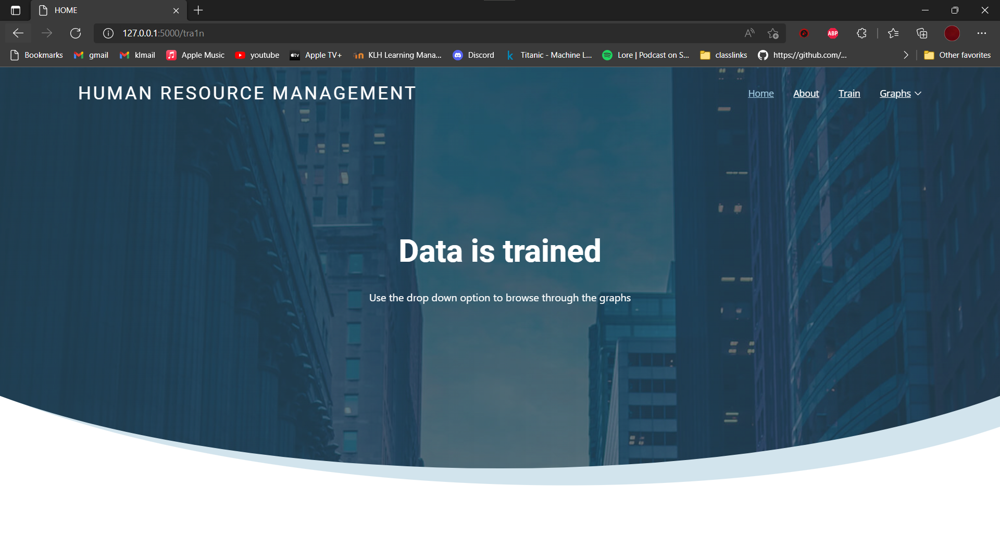 HOME
127.0.0.1:5000/tra1n
ABP
Bookmarks gmail klmail Apple Music youtube tv Apple TV+ KLH Learning Mana... Discord k Titanic - Machine L... Lore | Podcast on S... classlinks https://github.com/... Other favorites
HUMAN RESOURCE MANAGEMENT Home About Train Graphs
Data is trained
Use the drop down option to browse through the graphs